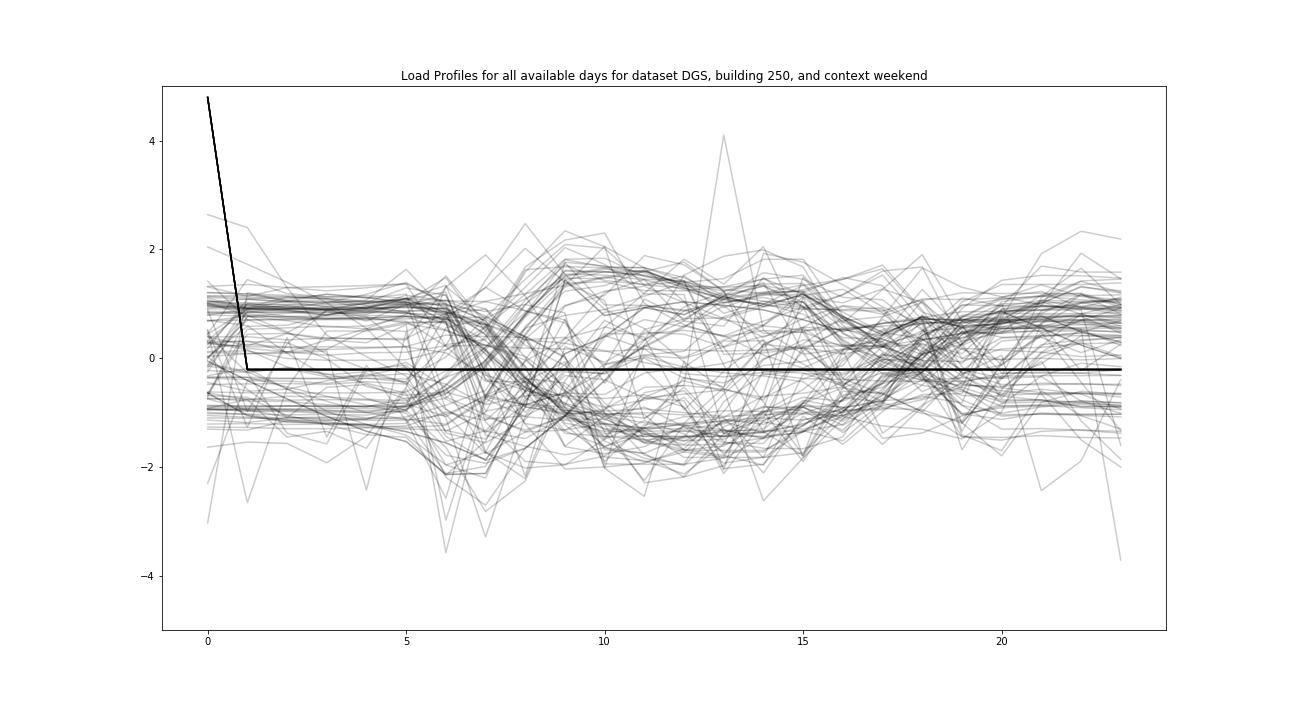 Load Profiles for all available days for dataset DGS, building 250, and context weekend
4
2
0
−2
−4
0 5 10 15 20